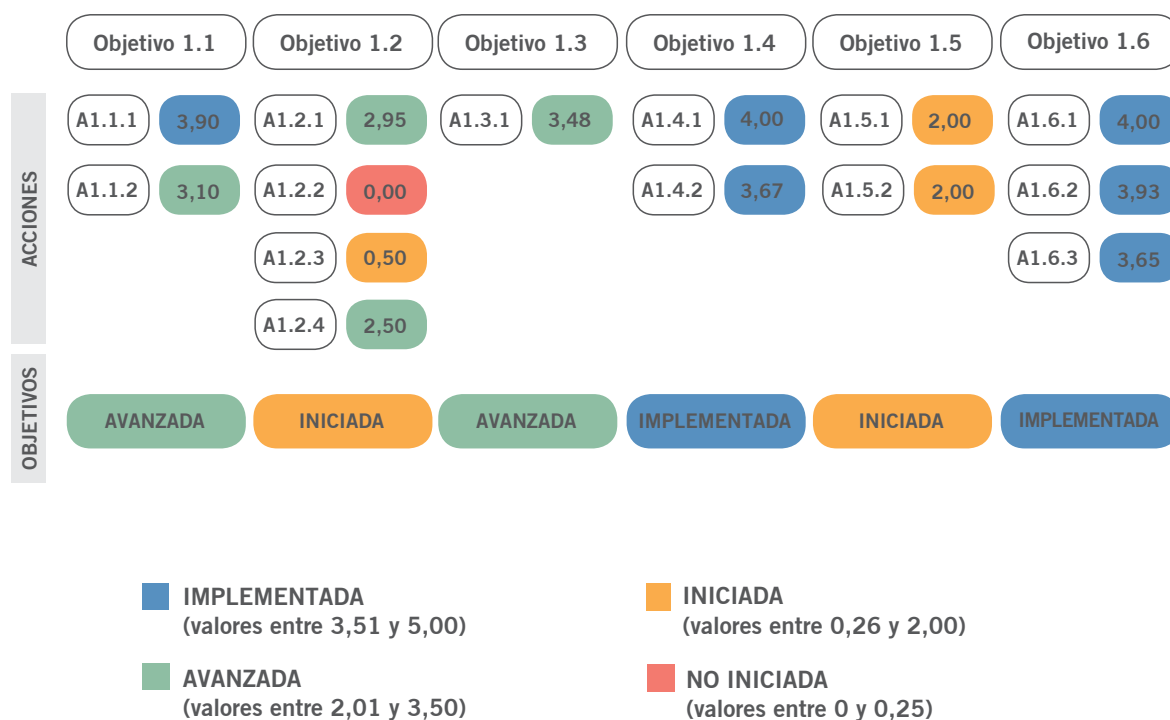 Objetivo 1.1 Objetivo 1.2 Objetivo 1.3 Objetivo 1.4 Objetivo 1.5 Objetivo 1.6
ACCIONES
A1.1.1 3,90 A1.2.1 2,95 A1.3.1 3,48 A1.4.1 4,00 A1.5.1 2,00 A1.6.1 4,00
A1.1.2 3,10 A1.2.2 0,00 A1.4.2 3,67 A1.5.2 2,00 A1.6.2 3,93
A1.2.3 0,50 A1.6.3 3,65
A1.2.4 2,50
OBJETIVOS
AVANZADA INICIADA AVANZADA IMPLEMENTADA INICIADA IMPLEMENTADA
IMPLEMENTADA
(valores entre 3,51 y 5,00)
INICIADA
(valores entre 0,26 y 2,00)
AVANZADA
(valores entre 2,01 y 3,50)
NO INICIADA
(valores entre 0 y 0,25)